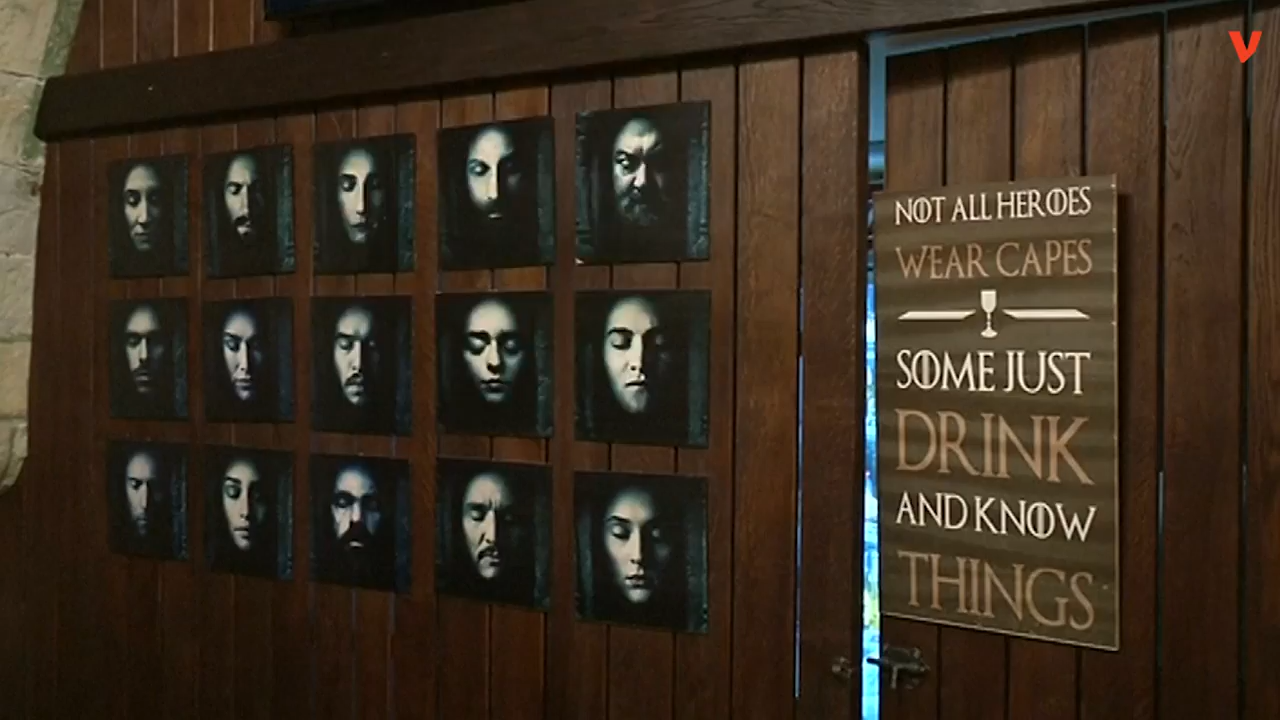 V
NOT ALL HEROES
WEAR CAPES
SOME JUST
DRINK
AND KNOW
THINGS